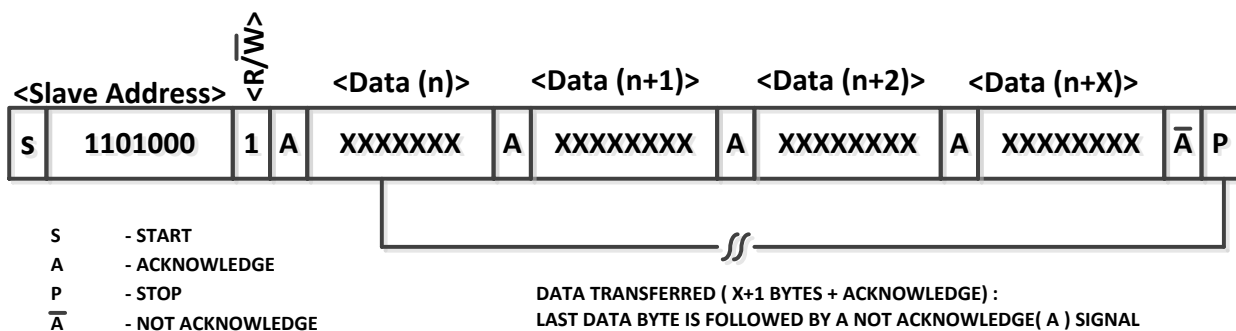 <R/W̅>
<Slave Address> <Data (n)> <Data (n+1)> <Data (n+2)> <Data (n+X)>
S 1101000 1 A XXXXXXX A XXXXXXXX A XXXXXXXX A XXXXXXXX A̅ P
S - START
A - ACKNOWLEDGE
P - STOP
A̅ - NOT ACKNOWLEDGE
DATA TRANSFERRED ( X+1 BYTES + ACKNOWLEDGE) :
LAST DATA BYTE IS FOLLOWED BY A NOT ACKNOWLEDGE( A ) SIGNAL